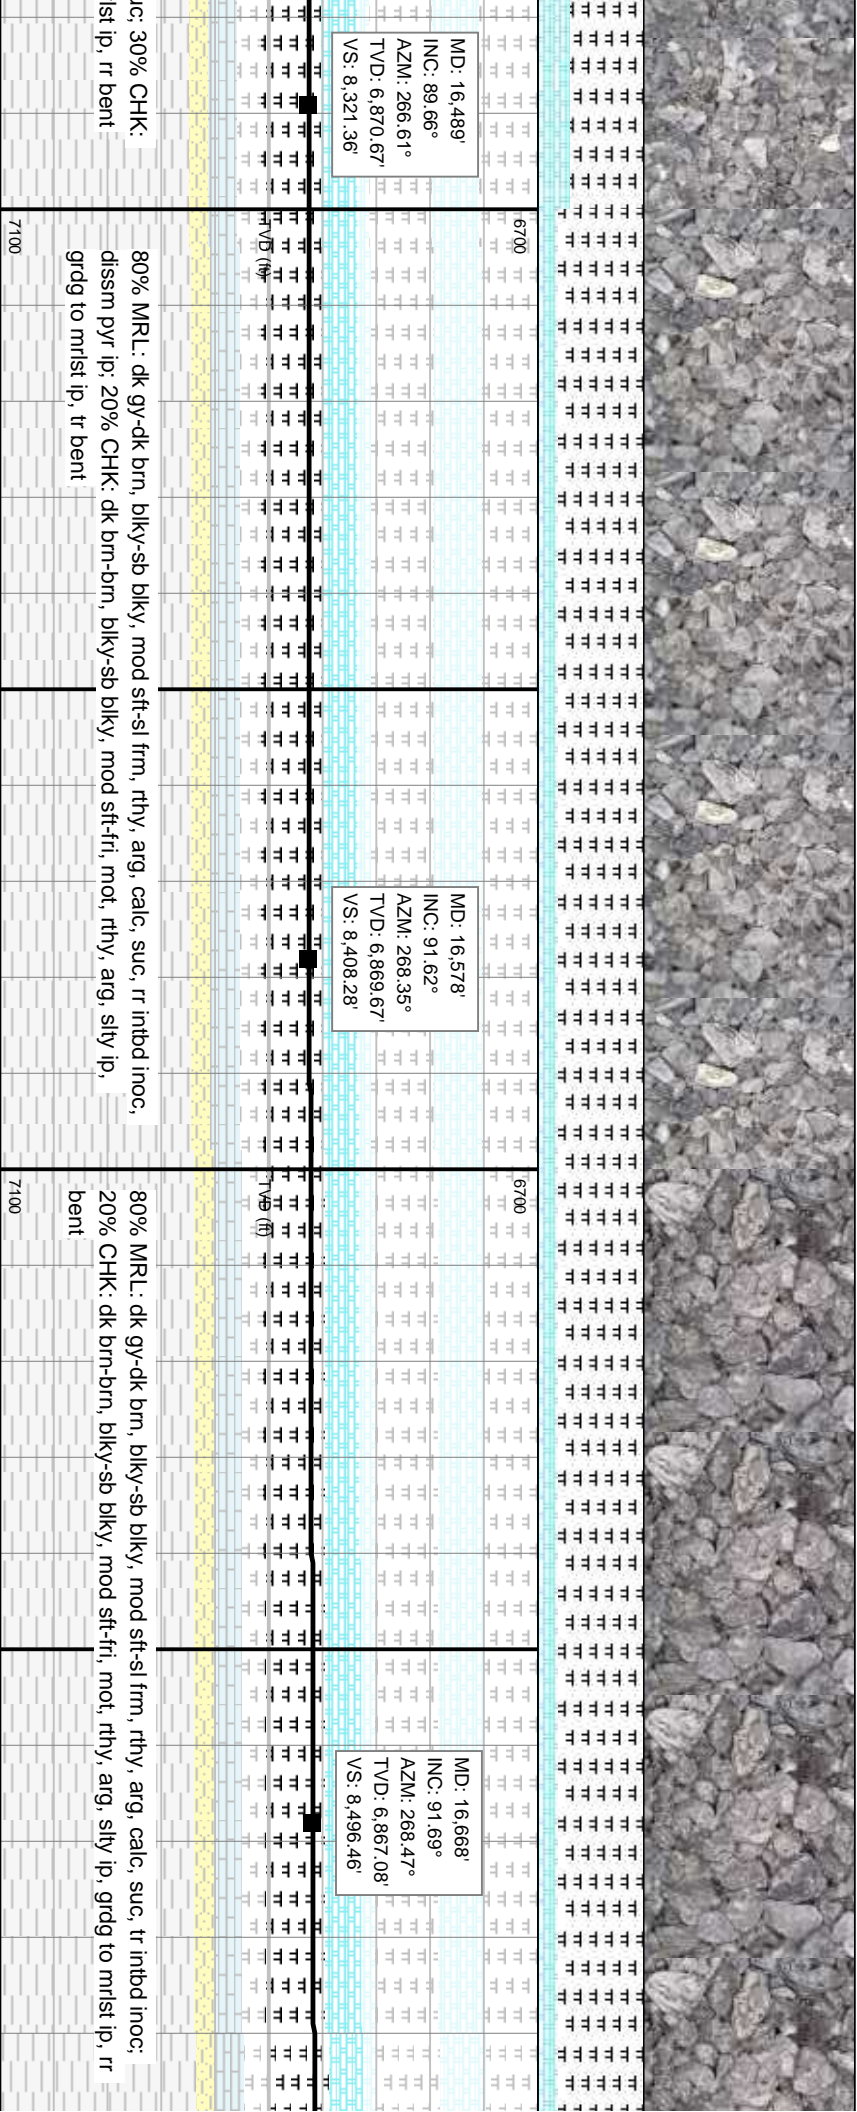 uc; 30% CHK:
lst ip, rr bent
MD: 16,489'
INC: 89.66°
AZM: 266.61°
TVD: 6,870.67'
VS: 8,321.36'
6700
TVD (ft)
7100
80% MRL: dk gy-dk brn, blky-sb blky, mod sft-sl frm, rthy, arg, calc, suc, rr intbd inoc,
dissm pyr ip; 20% CHK: dk brn-brn, blky-sb blky, mod sft-fri, mot, rthy, arg, slty ip,
grdg to mrlst ip, tr bent
MD: 16,578'
INC: 91.62°
AZM: 268.35°
TVD: 6,869.67'
VS: 8,408.28'
6700
TVD (ft)
7100
80% MRL: dk gy-dk brn, blky-sb blky, mod sft-sl frm, rthy, arg, calc, suc, tr intbd inoc;
20% CHK: dk brn-brn, blky-sb blky, mod sft-fri, mot, rthy, arg, slty ip, grdg to mrlst ip, rr
bent
MD: 16,668'
INC: 91.69°
AZM: 268.47°
TVD: 6,867.08'
VS: 8,496.46'